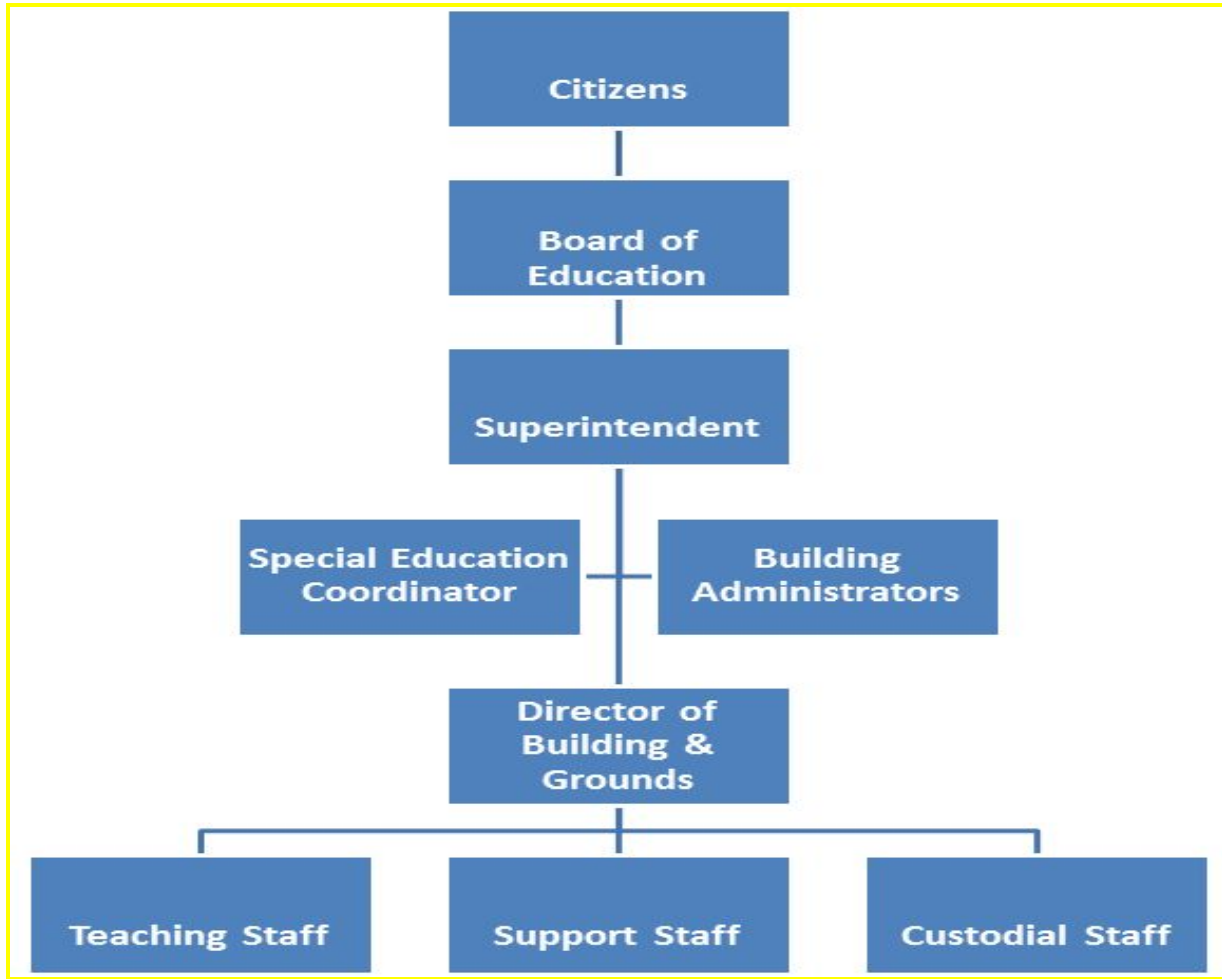 Citizens
Board of
Education
Superintendent
Special Education
Coordinator
Building
Administrators
Director of
Building &
Grounds
Teaching Staff
Support Staff
Custodial Staff